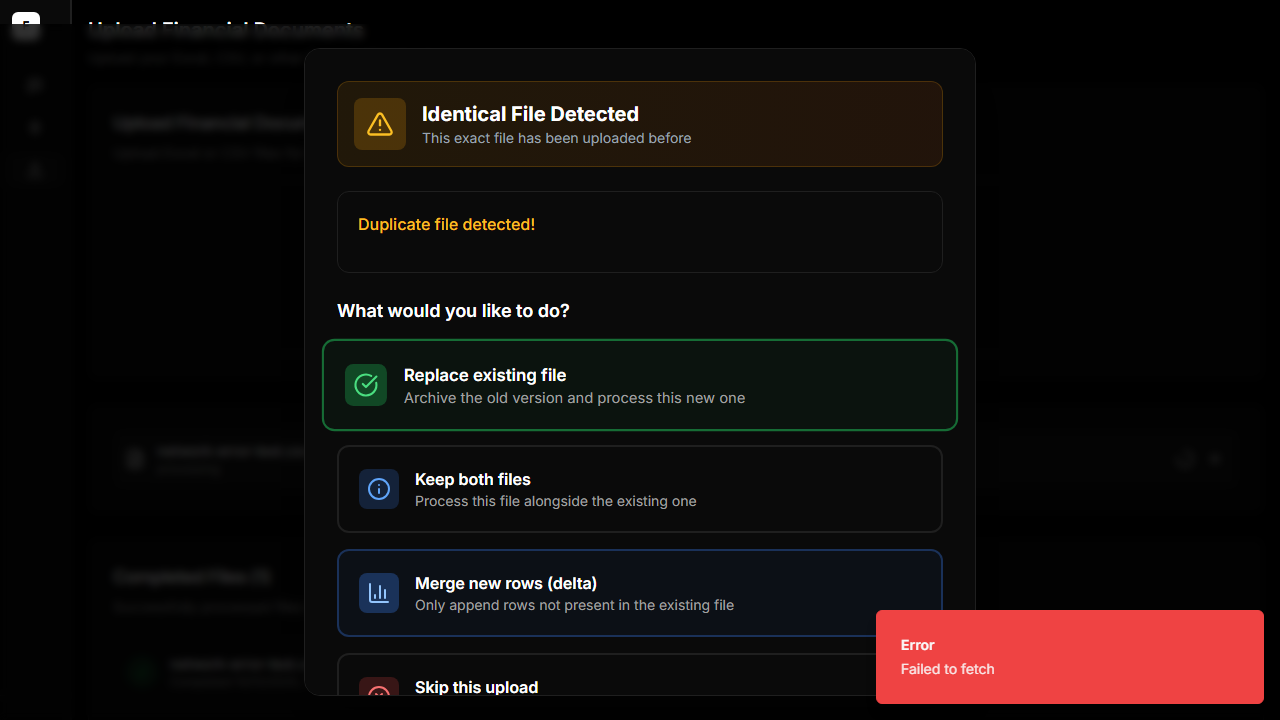 Upload Financial Documents
Identical File Detected
This exact file has been uploaded before
Duplicate file detected!
What would you like to do?
Replace existing file
Archive the old version and process this new one
Keep both files
Process this file alongside the existing one
Merge new rows (delta)
Only append rows not present in the existing file
Skip this upload
Error
Failed to fetch
Completed Files (1)